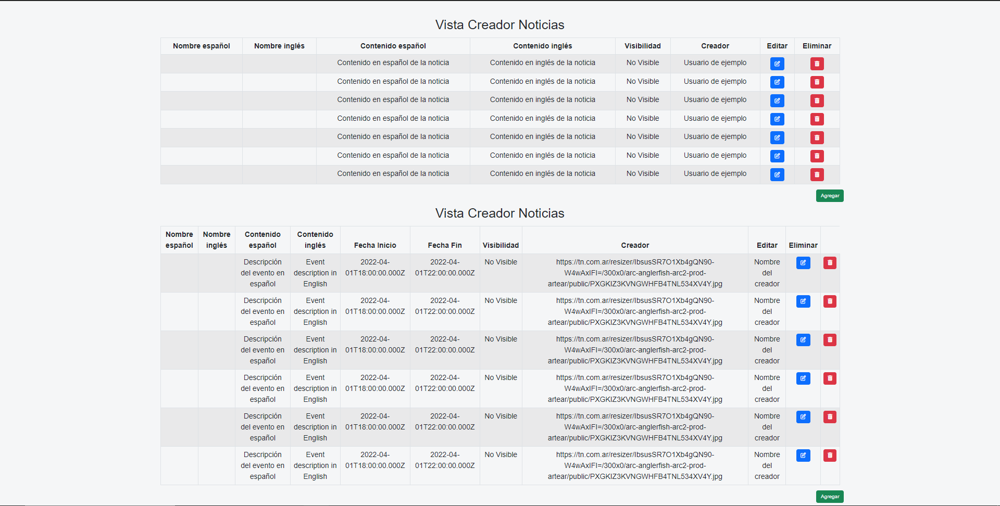 Vista Creador Noticias
Nombre español Nombre inglés Contenido español Contenido inglés Visibilidad Creador Editar Eliminar
Contenido en español de la noticia Contenido en inglés de la noticia No Visible Usuario de ejemplo
Contenido en español de la noticia Contenido en inglés de la noticia No Visible Usuario de ejemplo
Contenido en español de la noticia Contenido en inglés de la noticia No Visible Usuario de ejemplo
Contenido en español de la noticia Contenido en inglés de la noticia No Visible Usuario de ejemplo
Contenido en español de la noticia Contenido en inglés de la noticia No Visible Usuario de ejemplo
Contenido en español de la noticia Contenido en inglés de la noticia No Visible Usuario de ejemplo
Contenido en español de la noticia Contenido en inglés de la noticia No Visible Usuario de ejemplo
Agregar
Vista Creador Noticias
Nombre Nombre Contenido Contenido
español inglés español inglés Fecha Inicio Fecha Fin Visibilidad Creador Editar Eliminar
Descripción Event 2022-04- 2022-04- No Visible https://tn.com.ar/resizer/IbsusSR7O1Xb4gQN90- Nombre
del evento en description in 01T18:00:00.000Z 01T22:00:00.000Z W4wAxIFI=/300x0/arc-anglerfish-arc2-prod- del
español English artear/public/PXGKIZ3KVNGWHFB4TNL534XV4Y.jpg creador
Descripción Event 2022-04- 2022-04- No Visible https://tn.com.ar/resizer/IbsusSR7O1Xb4gQN90- Nombre
del evento en description in 01T18:00:00.000Z 01T22:00:00.000Z W4wAxIFI=/300x0/arc-anglerfish-arc2-prod- del
español English artear/public/PXGKIZ3KVNGWHFB4TNL534XV4Y.jpg creador
Descripción Event 2022-04- 2022-04- No Visible https://tn.com.ar/resizer/IbsusSR7O1Xb4gQN90- Nombre
del evento en description in 01T18:00:00.000Z 01T22:00:00.000Z W4wAxIFI=/300x0/arc-anglerfish-arc2-prod- del
español English artear/public/PXGKIZ3KVNGWHFB4TNL534XV4Y.jpg creador
Descripción Event 2022-04- 2022-04- No Visible https://tn.com.ar/resizer/IbsusSR7O1Xb4gQN90- Nombre
del evento en description in 01T18:00:00.000Z 01T22:00:00.000Z W4wAxIFI=/300x0/arc-anglerfish-arc2-prod- del
español English artear/public/PXGKIZ3KVNGWHFB4TNL534XV4Y.jpg creador
Descripción Event 2022-04- 2022-04- No Visible https://tn.com.ar/resizer/IbsusSR7O1Xb4gQN90- Nombre
del evento en description in 01T18:00:00.000Z 01T22:00:00.000Z W4wAxIFI=/300x0/arc-anglerfish-arc2-prod- del
español English artear/public/PXGKIZ3KVNGWHFB4TNL534XV4Y.jpg creador
Descripción Event 2022-04- 2022-04- No Visible https://tn.com.ar/resizer/IbsusSR7O1Xb4gQN90- Nombre
del evento en description in 01T18:00:00.000Z 01T22:00:00.000Z W4wAxIFI=/300x0/arc-anglerfish-arc2-prod- del
español English artear/public/PXGKIZ3KVNGWHFB4TNL534XV4Y.jpg creador
Agregar